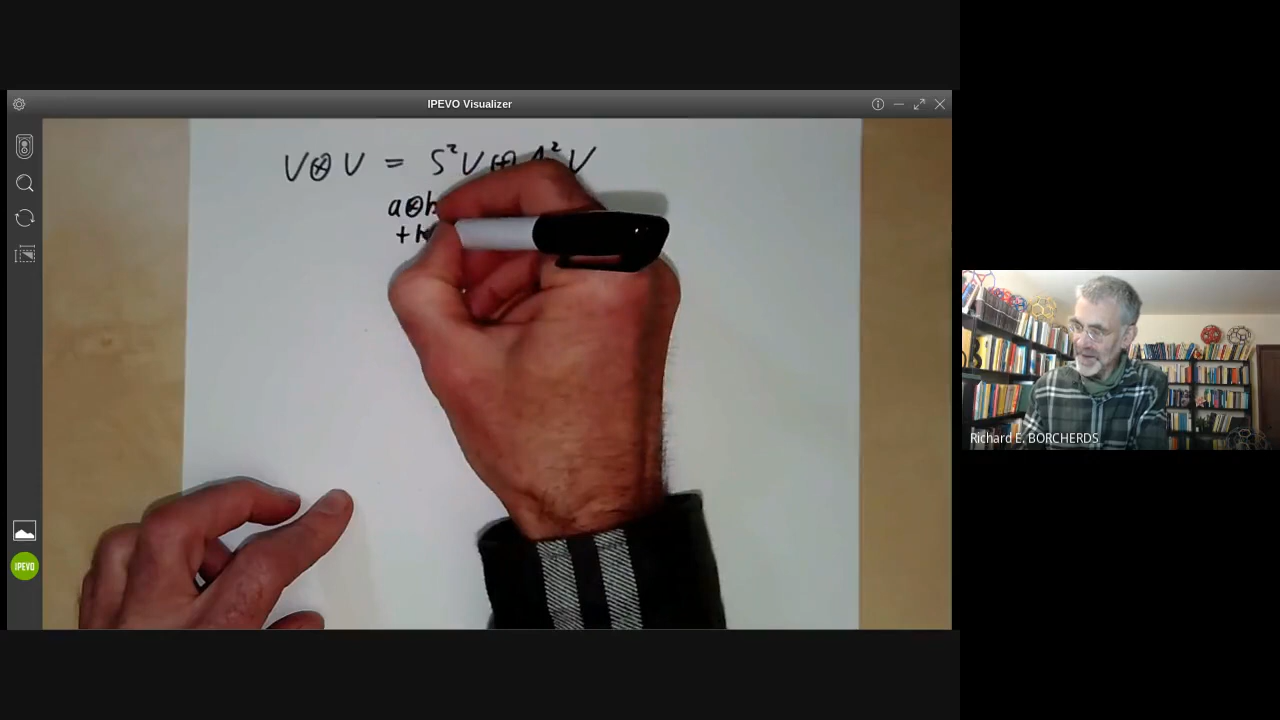 IPEVO Visualizer
V⊗V = S²V⊕Λ²V
a⊗b
+b
IPEVO
Richard E. BORCHERDS